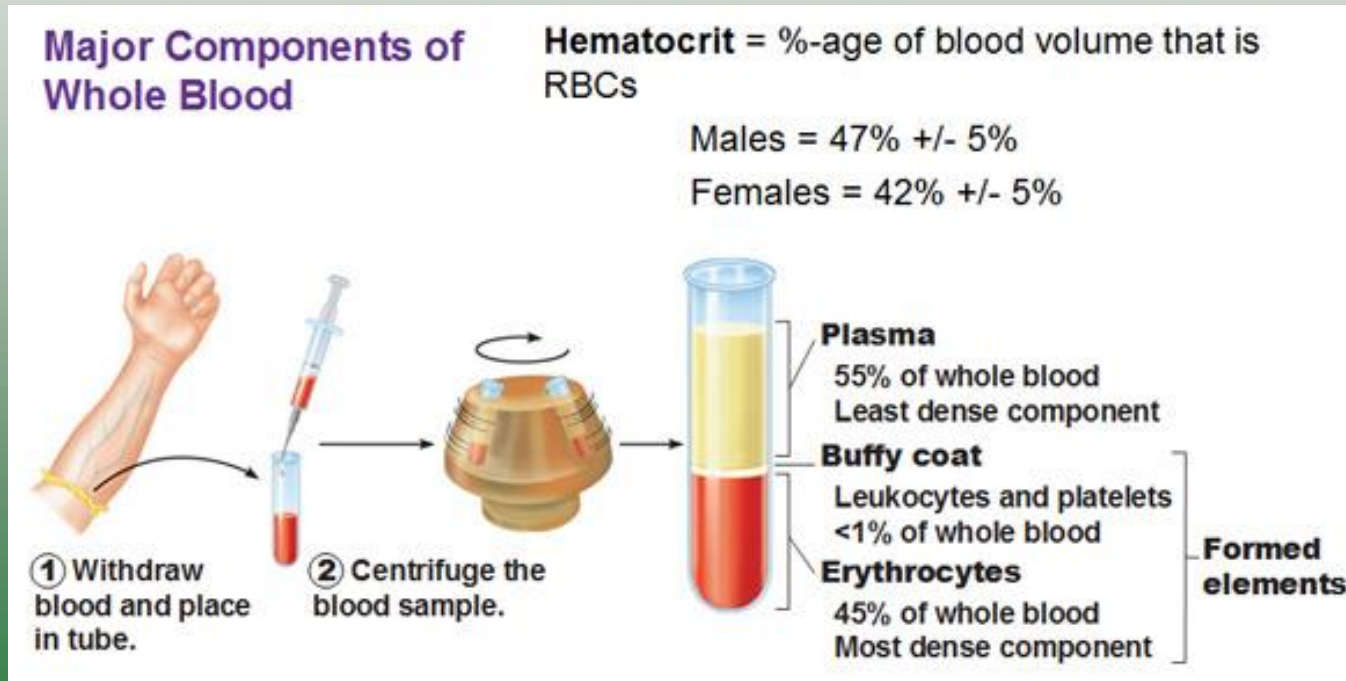 Major Components of
Whole Blood
Hematocrit = %-age of blood volume that is
RBCs
Males = 47% +/- 5%
Females = 42% +/- 5%
① Withdraw
blood and place
in tube.
② Centrifuge the
blood sample.
Plasma
55% of whole blood
Least dense component
Buffy coat
Leukocytes and platelets
<1% of whole blood
Erythrocytes
45% of whole blood
Most dense component
Formed
elements